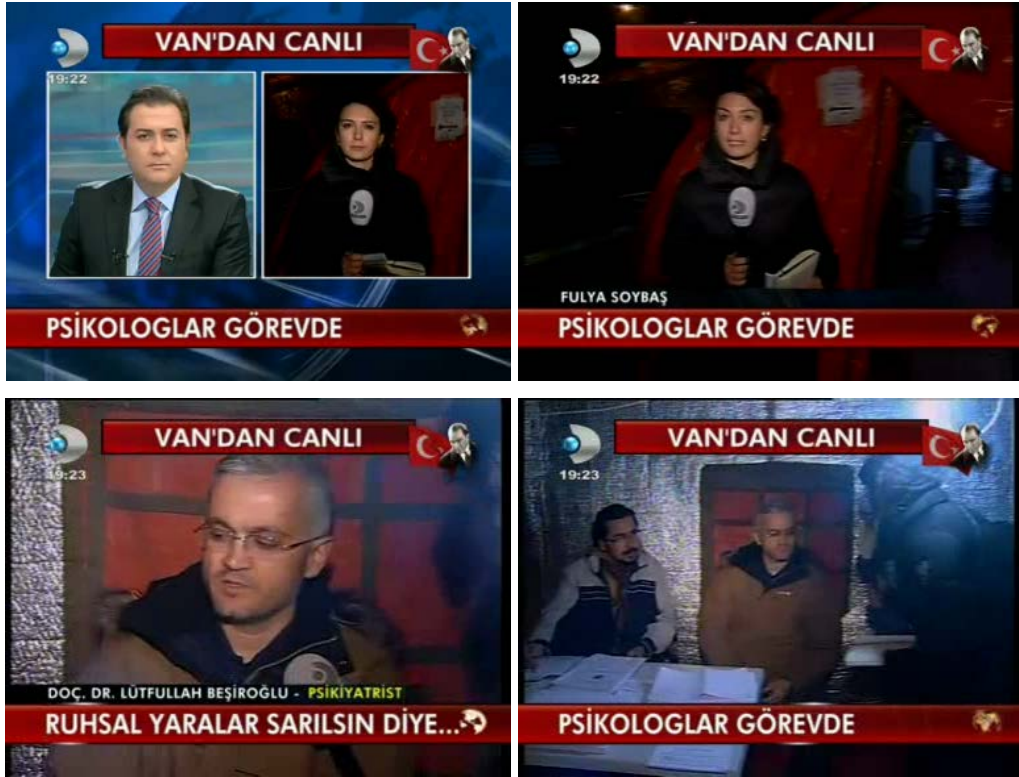 VAN'DAN CANLI
19:22
PSİKOLOGLAR GÖREVDE
VAN'DAN CANLI
19:22
FULYA SOYBAŞ
PSİKOLOGLAR GÖREVDE
VAN'DAN CANLI
19:23
DOÇ. DR. LÜTFULLAH BEŞİROĞLU - PSİKİYATRİST
RUHSAL YARALAR SARILSIN DİYE...
VAN'DAN CANLI
19:23
PSİKOLOGLAR GÖREVDE